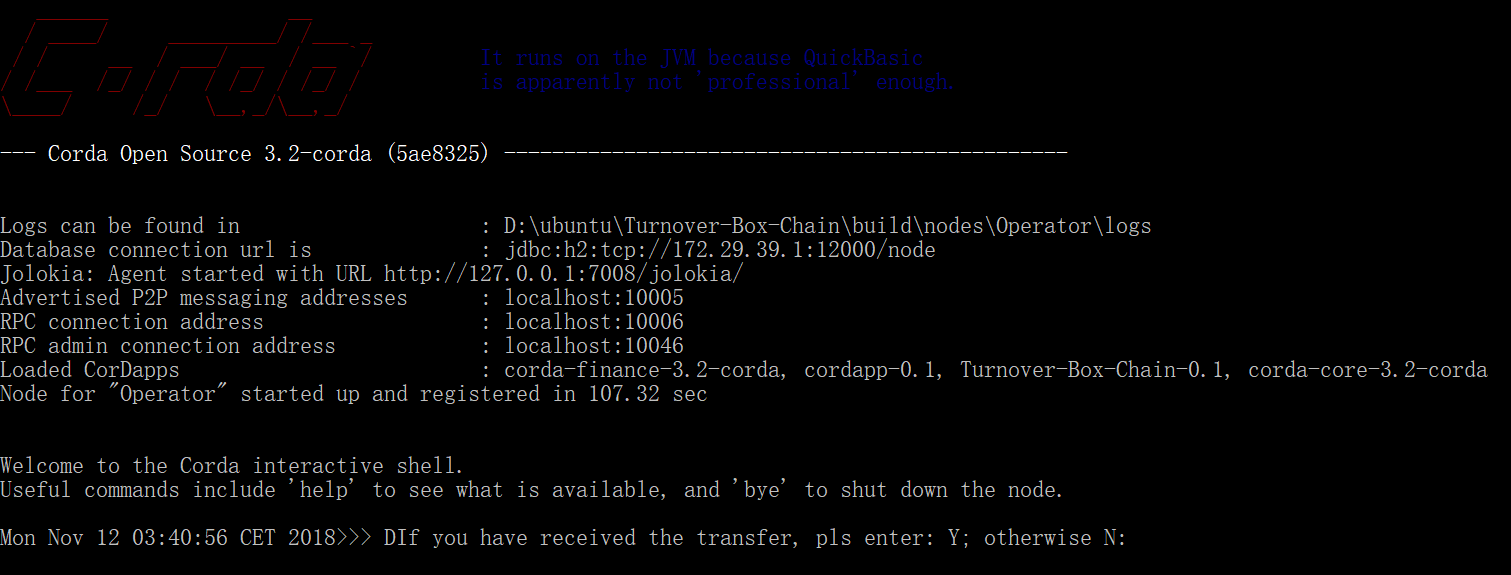 Corda
It runs on the JVM because QuickBasic
is apparently not 'professional' enough.
--- Corda Open Source 3.2-corda (5ae8325) -----------------------------------------------
Logs can be found in : D:\ubuntu\Turnover-Box-Chain\build\nodes\Operator\logs
Database connection url is : jdbc:h2:tcp://172.29.39.1:12000/node
Jolokia: Agent started with URL http://127.0.0.1:7008/jolokia/
Advertised P2P messaging addresses : localhost:10005
RPC connection address : localhost:10006
RPC admin connection address : localhost:10046
Loaded CorDapps : corda-finance-3.2-corda, cordapp-0.1, Turnover-Box-Chain-0.1, corda-core-3.2-corda
Node for "Operator" started up and registered in 107.32 sec
Welcome to the Corda interactive shell.
Useful commands include 'help' to see what is available, and 'bye' to shut down the node.
Mon Nov 12 03:40:56 CET 2018>>> DIf you have received the transfer, pls enter: Y; otherwise N: